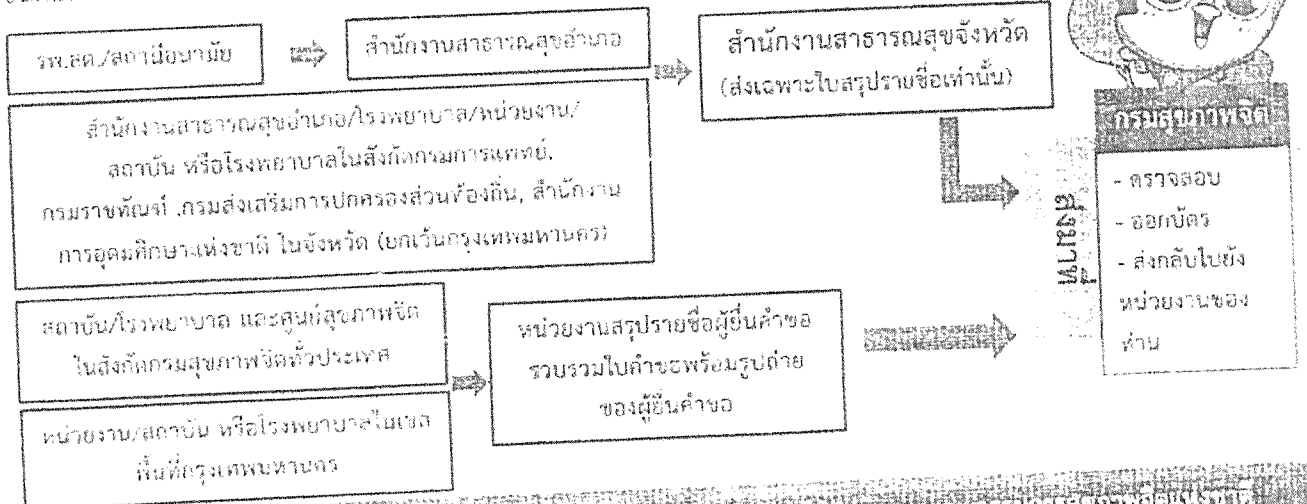 รพ.สต./สถานีอนามัย
สำนักงานสาธารณสุขอำเภอ
สำนักงานสาธารณสุขจังหวัด
(ส่งเฉพาะใบสรุปรายชื่อเท่านั้น)
สำนักงานสาธารณสุขอำเภอ/โรงพยาบาล/หน่วยงาน/
สถาบัน หรือโรงพยาบาลในสังกัดกรมการแพทย์,
กรมราชทัณฑ์ ,กรมส่งเสริมการปกครองส่วนท้องถิ่น, สำนักงาน
การอุดมศึกษาแห่งชาติ ในจังหวัด (ยกเว้นกรุงเทพมหานคร)
สถาบัน/โรงพยาบาล และศูนย์สุขภาพจิต
ในสังกัดกรมสุขภาพจิตทั่วประเทศ
หน่วยงาน/สถาบัน หรือโรงพยาบาลในเขต
พื้นที่กรุงเทพมหานคร
หน่วยงานสรุปรายชื่อผู้ยื่นคำขอ
รวบรวมใบคำขอพร้อมรูปถ่าย
ของผู้ยื่นคำขอ
ส่งมาที่
กรมสุขภาพจิต
- ตรวจสอบ
- ออกบัตร
- ส่งกลับไปยัง
หน่วยงานของ
ท่าน